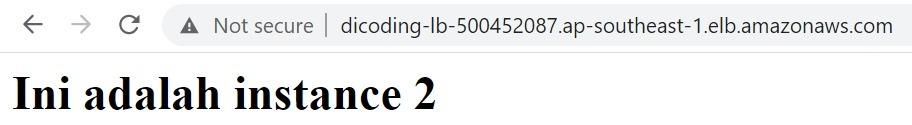 Not secure | dicoding-lb-500452087.ap-southeast-1.elb.amazonaws.com
Ini adalah instance 2